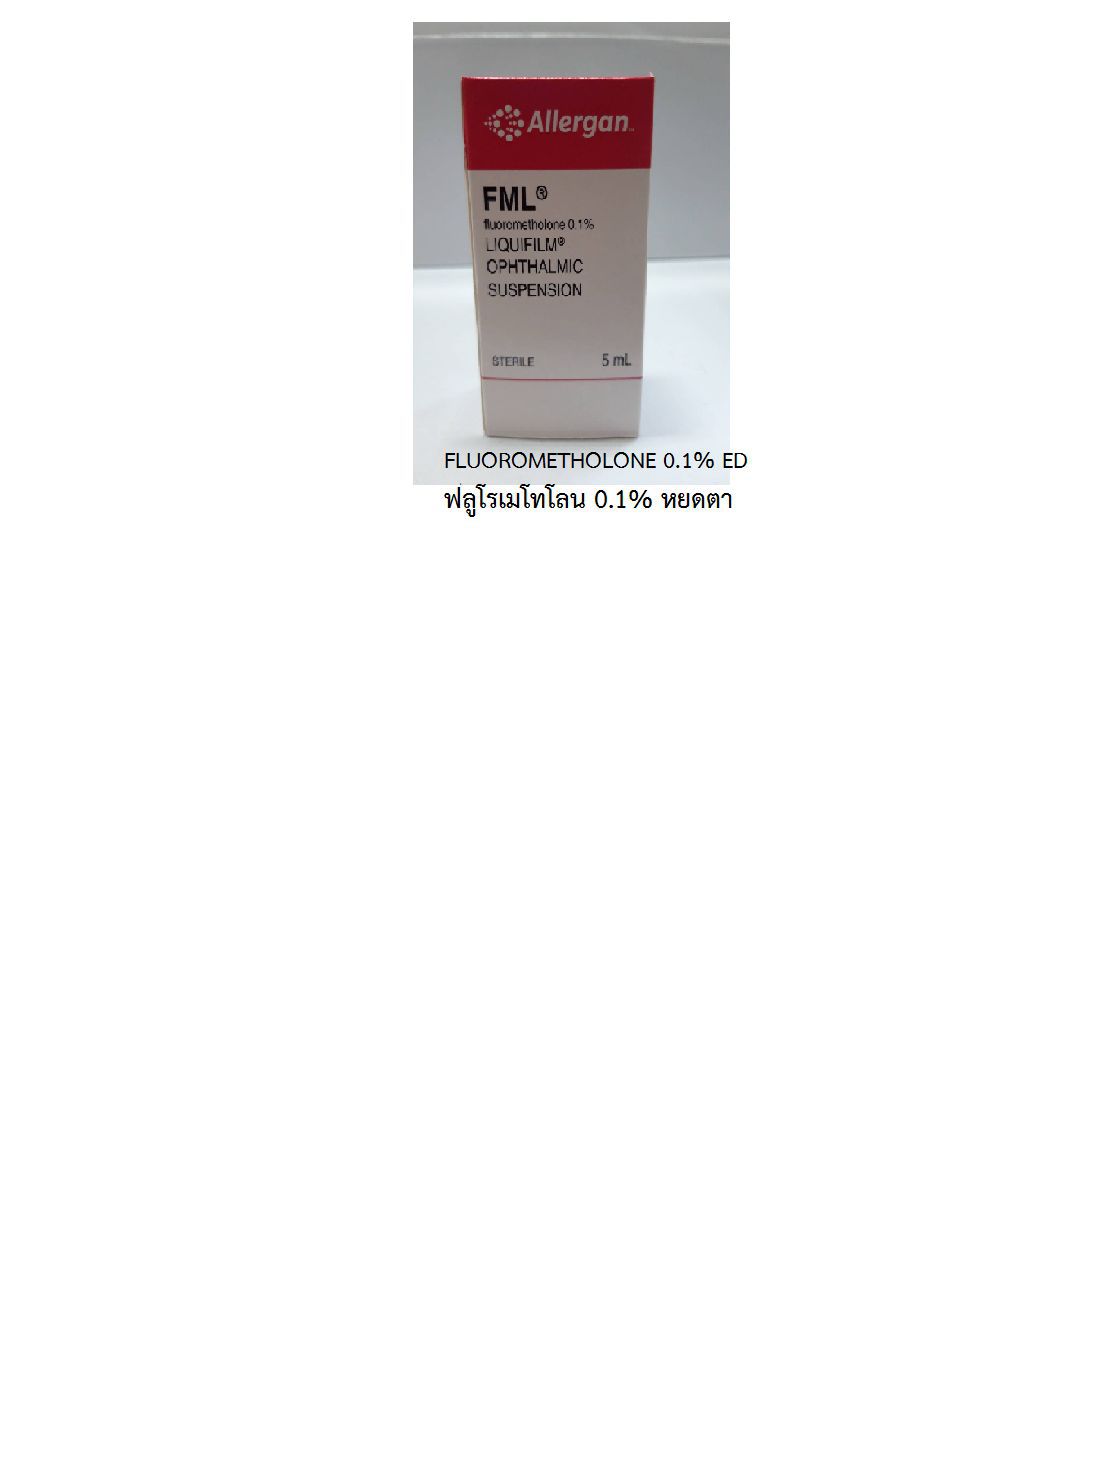 Allergan
FML®
fluorometholone 0.1%
LIQUIFILM®
OPHTHALMIC
SUSPENSION
STERILE 5 mL
FLUOROMETHOLONE 0.1% ED
ฟลูโรเมโทโลน 0.1% หยดตา